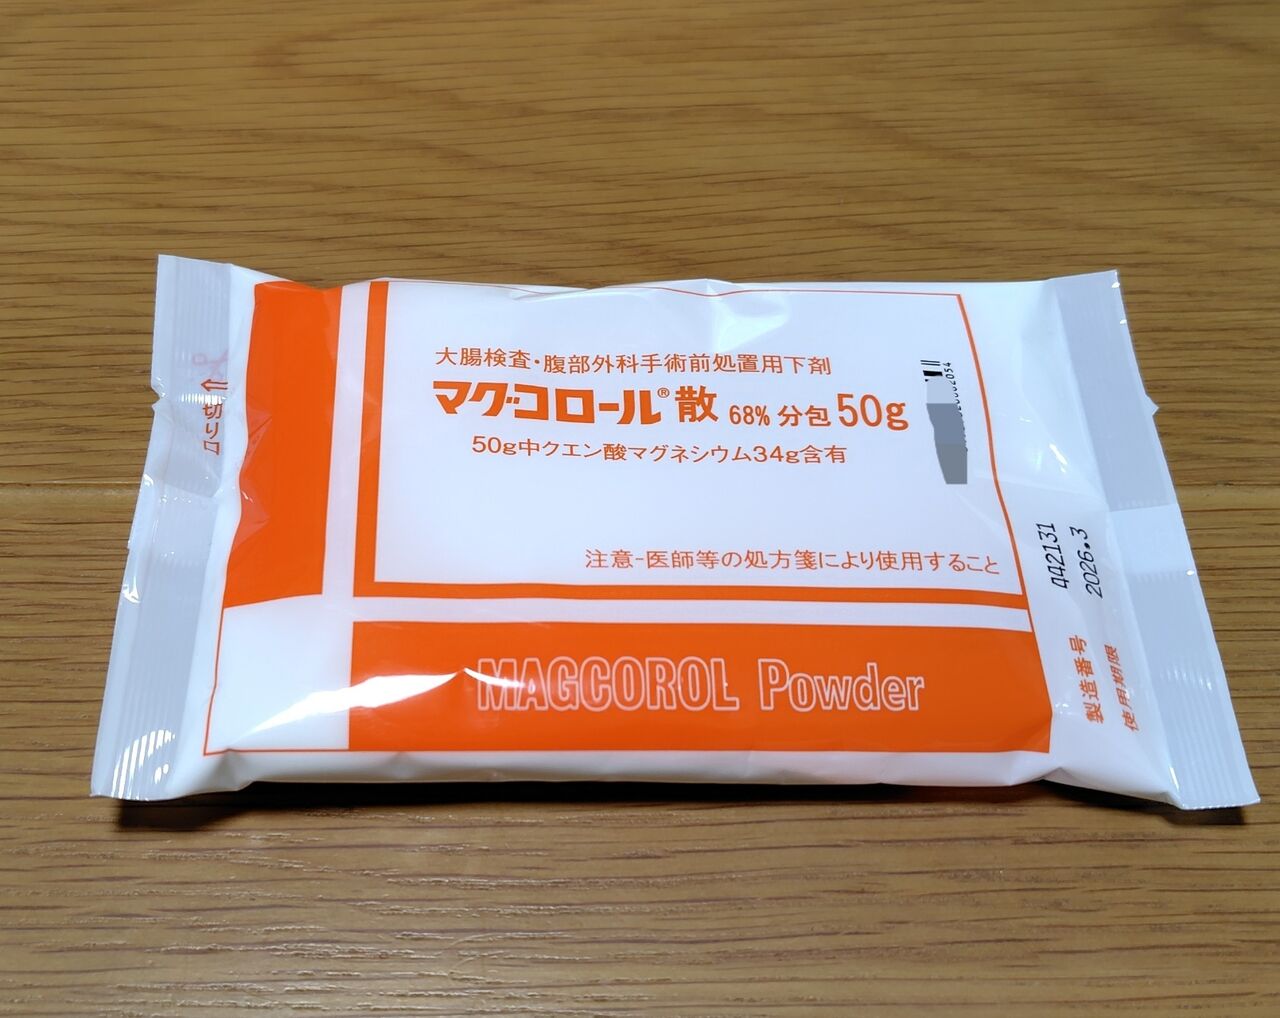 切り口
大腸検査・腹部外科手術前処置用下剤
マグコロール®散 68% 分包 50g
50g中クエン酸マグネシウム34g含有
注意-医師等の処方箋により使用すること
MAGCOROL Powder
製造番号 442131
使用期限 2026.3